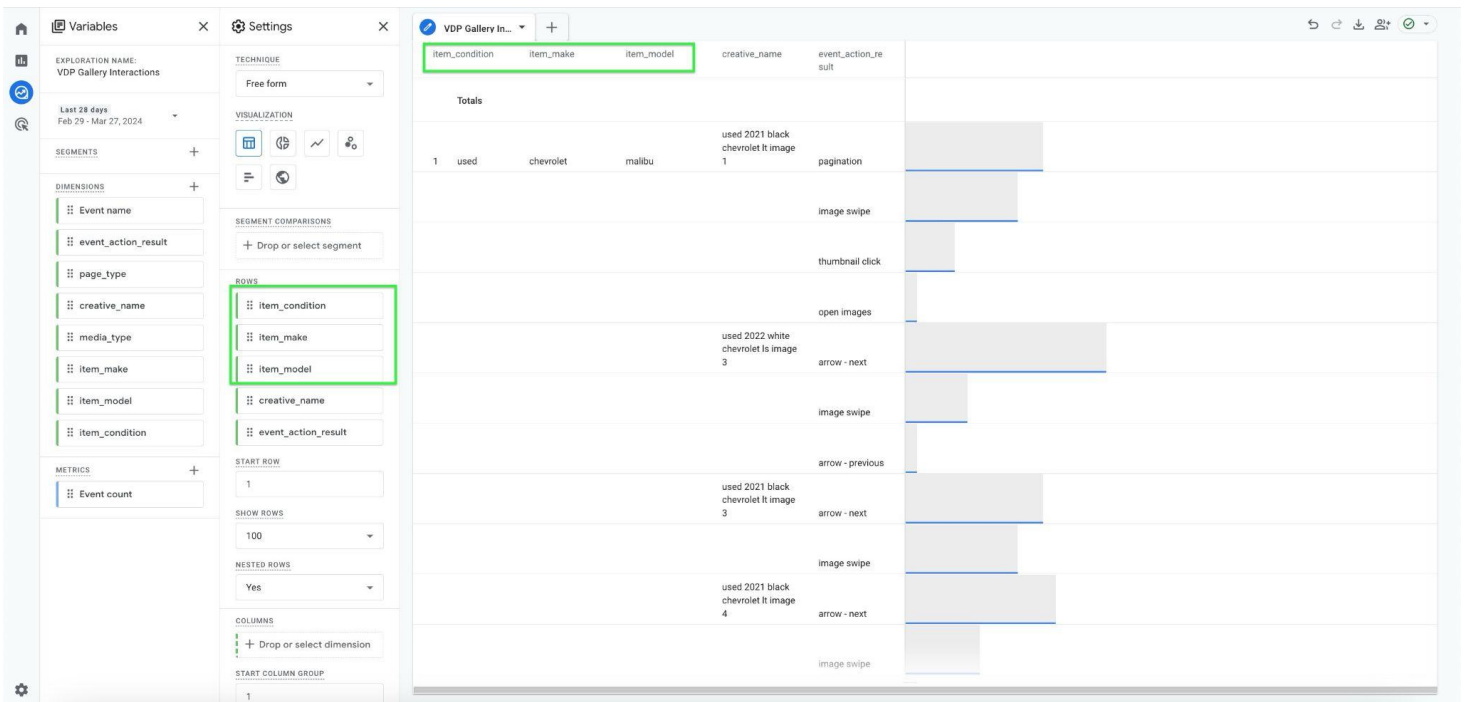 Variables
EXPLORATION NAME:
VDP Gallery Interactions
Last 28 days
Feb 29 - Mar 27, 2024
SEGMENTS
DIMENSIONS
Event name
event_action_result
page_type
creative_name
media_type
item_make
item_model
item_condition
METRICS
Event count
Settings
TECHNIQUE
Free form
VISUALIZATION
SEGMENT COMPARISONS
+ Drop or select segment
ROWS
item_condition
item_make
item_model
creative_name
event_action_result
START ROW
1
SHOW ROWS
100
NESTED ROWS
Yes
COLUMNS
+ Drop or select dimension
START COLUMN GROUP
1
VDP Gallery In...
item_condition item_make item_model creative_name event_action_re
sult
Totals
used 2021 black
chevrolet lt image
1 used chevrolet malibu 1 pagination
image swipe
thumbnail click
open images
used 2022 white
chevrolet ls image
3 arrow - next
image swipe
arrow - previous
used 2021 black
chevrolet lt image
3 arrow - next
image swipe
used 2021 black
chevrolet lt image
4 arrow - next
image swipe